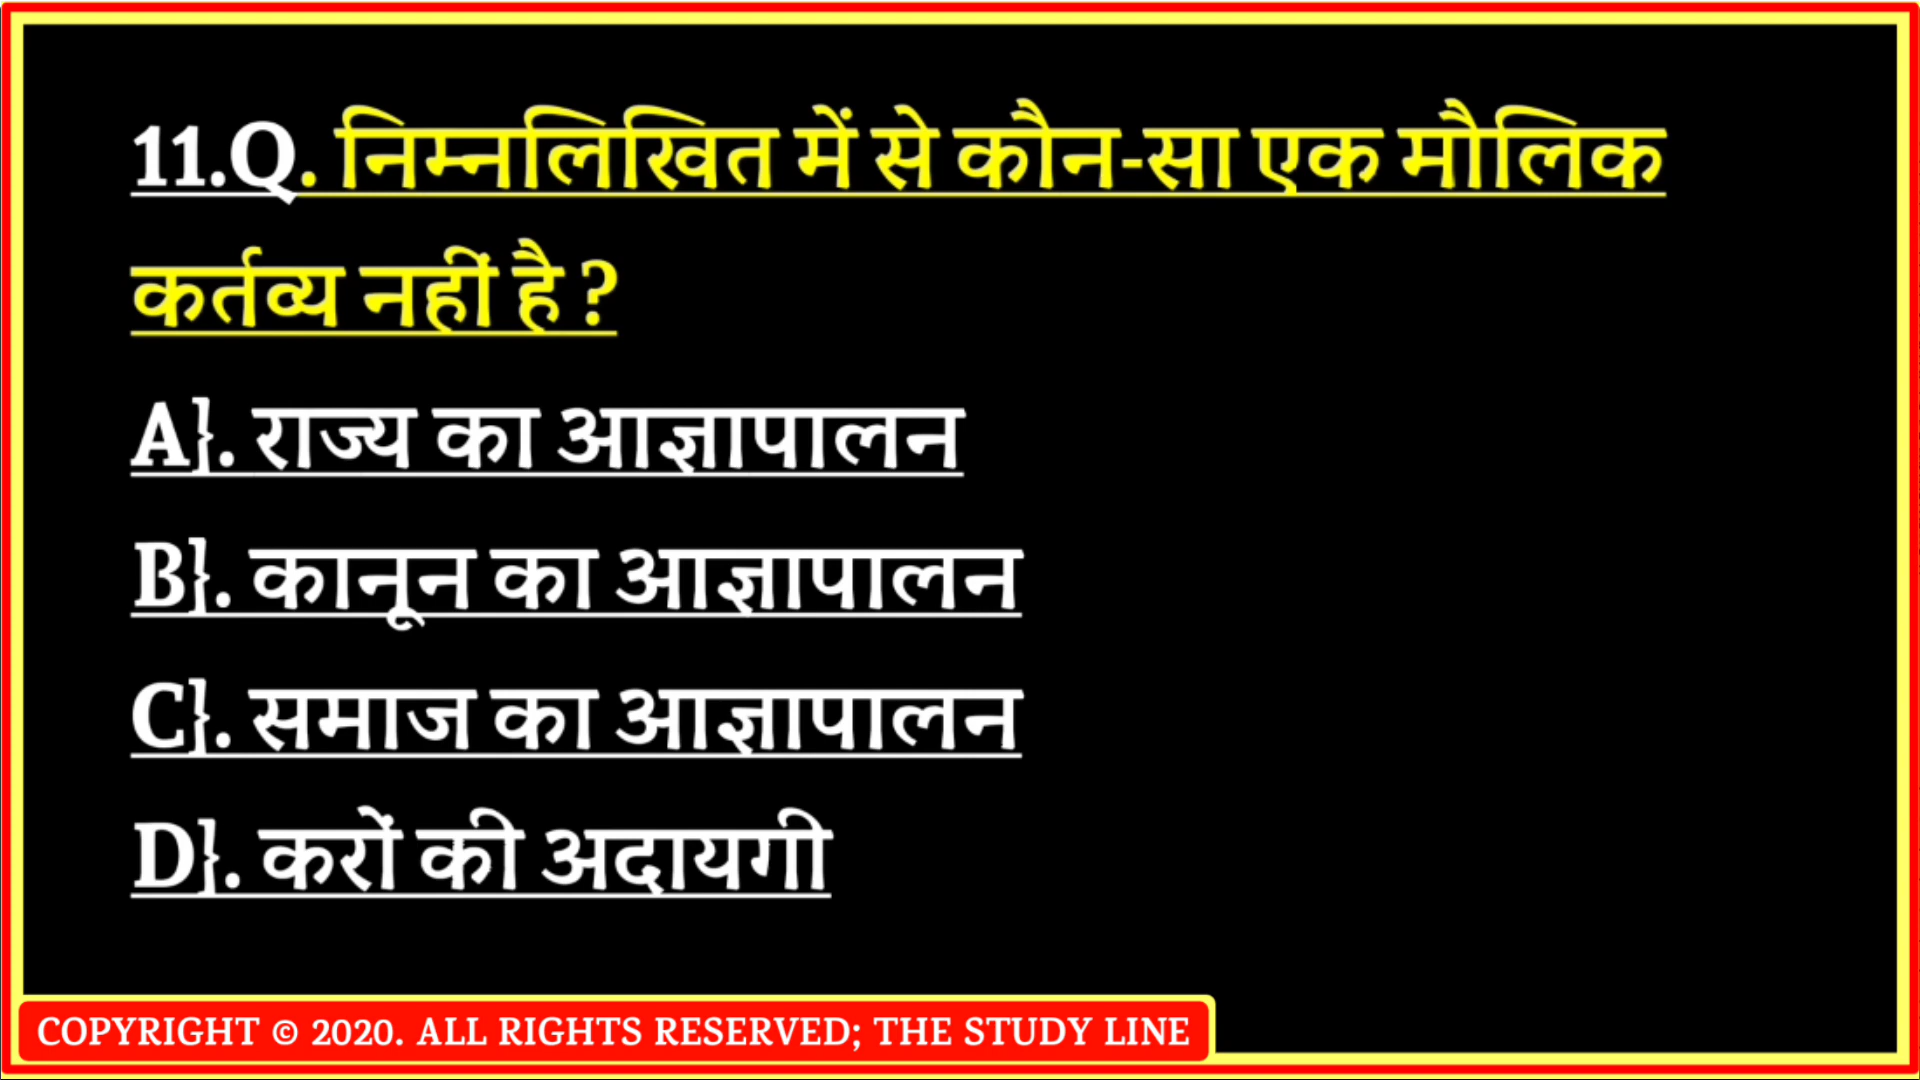 11.Q. निम्नलिखित में से कौन-सा एक मौलिक
कर्तव्य नहीं है ?
A}. राज्य का आज्ञापालन
B}. कानून का आज्ञापालन
C}. समाज का आज्ञापालन
D}. करों की अदायगी
COPYRIGHT © 2020. ALL RIGHTS RESERVED; THE STUDY LINE